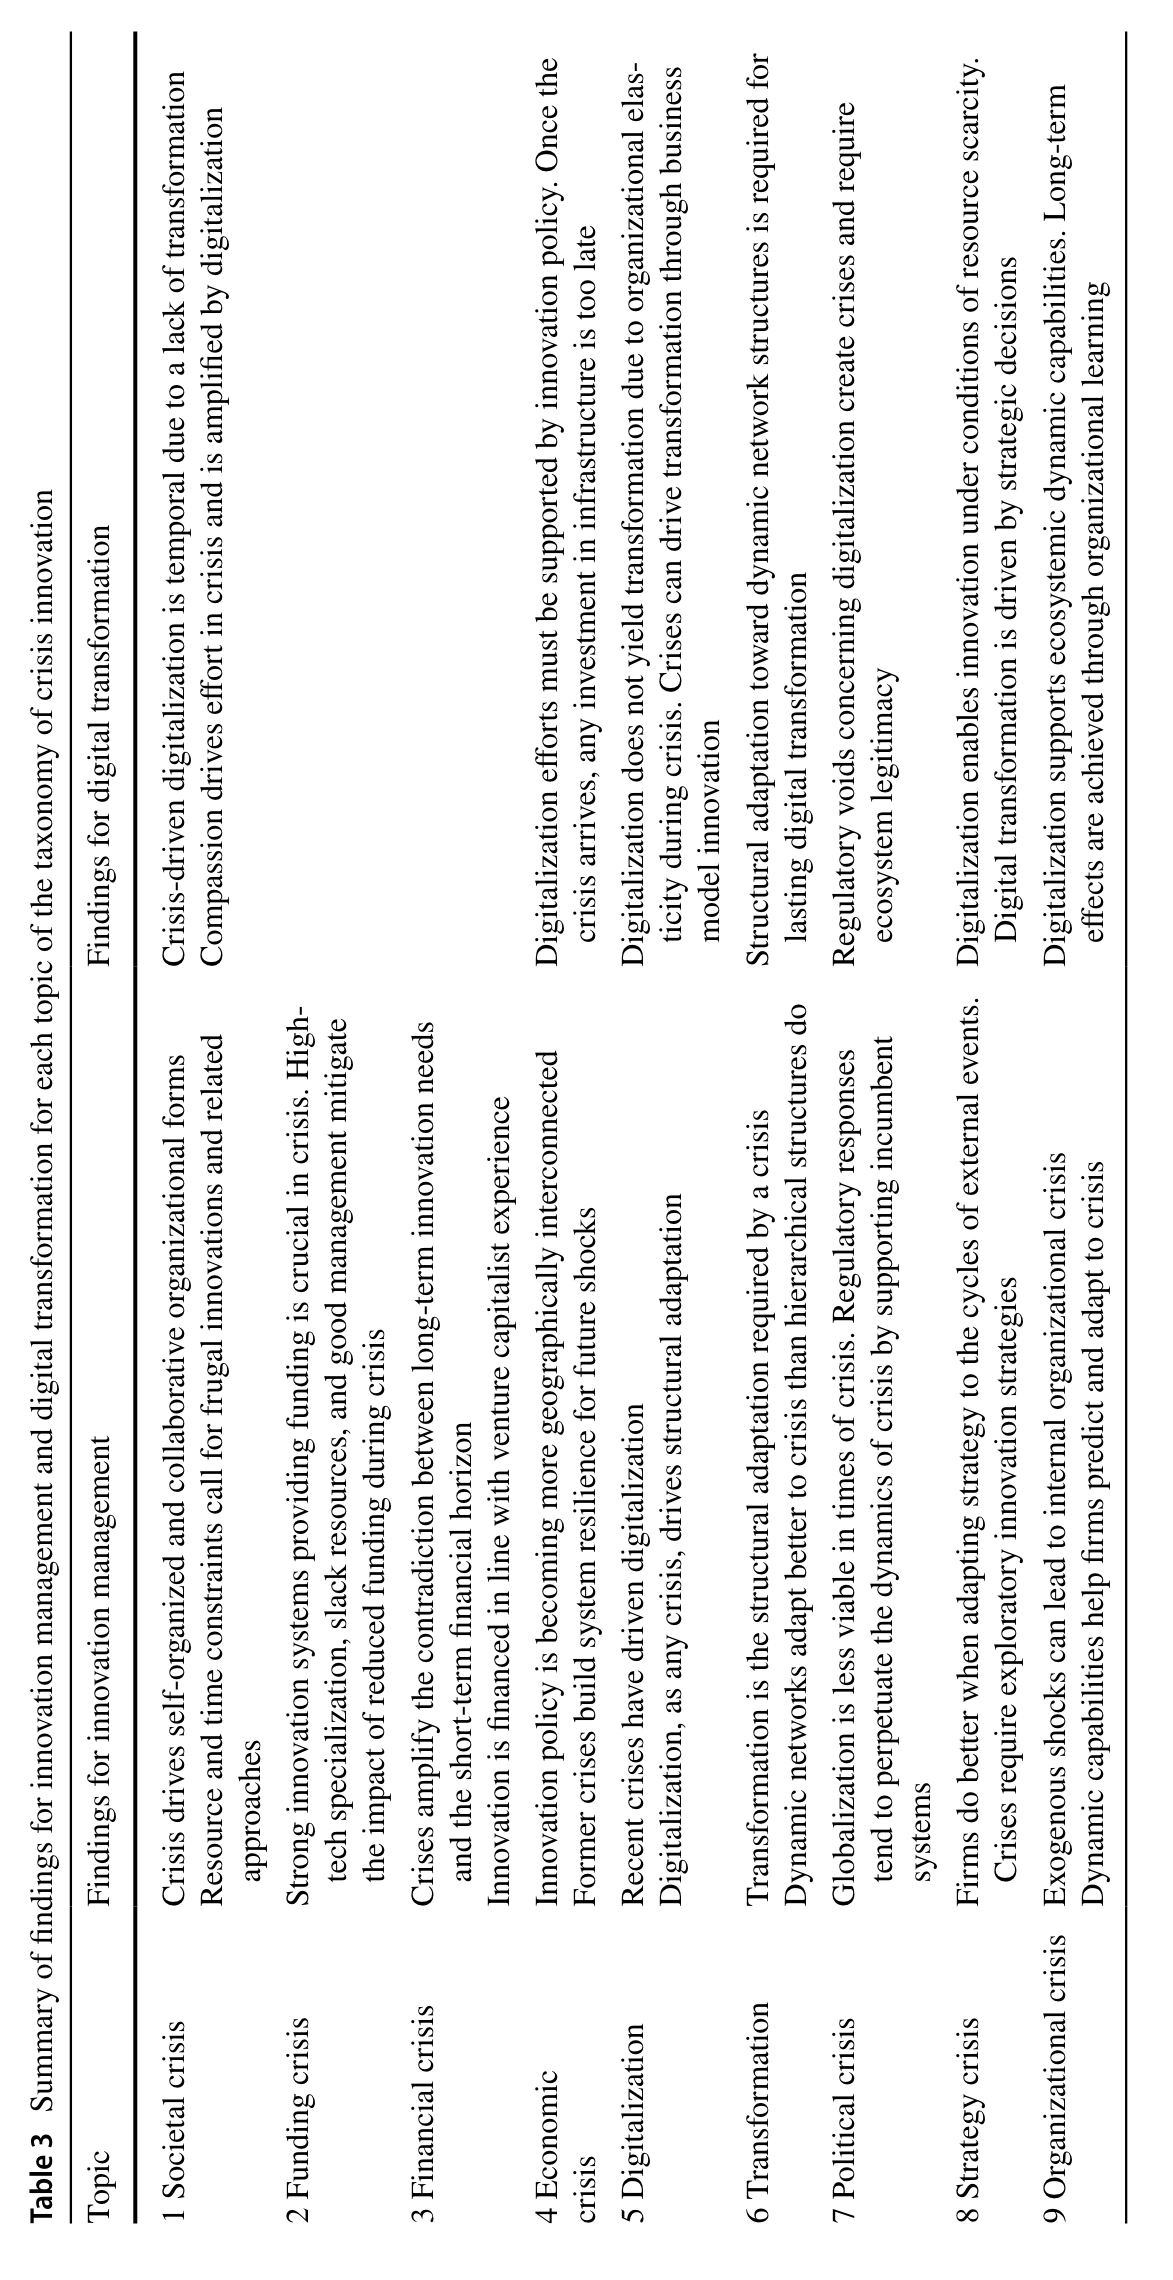 Table 3 Summary of findings for innovation management and digital transformation for each topic of the taxonomy of crisis innovation
Topic Findings for innovation management Findings for digital transformation
1 Societal crisis Crisis drives self-organized and collaborative organizational forms Crisis-driven digitalization is temporal due to a lack of transformation
Resource and time constraints call for frugal innovations and related Compassion drives effort in crisis and is amplified by digitalization
approaches
2 Funding crisis Strong innovation systems providing funding is crucial in crisis. High-
tech specialization, slack resources, and good management mitigate
the impact of reduced funding during crisis
3 Financial crisis Crises amplify the contradiction between long-term innovation needs
and the short-term financial horizon
Innovation is financed in line with venture capitalist experience
4 Economic Innovation policy is becoming more geographically interconnected Digitalization efforts must be supported by innovation policy. Once the
crisis Former crises build system resilience for future shocks crisis arrives, any investment in infrastructure is too late
5 Digitalization Recent crises have driven digitalization Digitalization does not yield transformation due to organizational elas-
Digitalization, as any crisis, drives structural adaptation ticity during crisis. Crises can drive transformation through business
model innovation
6 Transformation Transformation is the structural adaptation required by a crisis Structural adaptation toward dynamic network structures is required for
Dynamic networks adapt better to crisis than hierarchical structures do lasting digital transformation
7 Political crisis Globalization is less viable in times of crisis. Regulatory responses Regulatory voids concerning digitalization create crises and require
tend to perpetuate the dynamics of crisis by supporting incumbent ecosystem legitimacy
systems
8 Strategy crisis Firms do better when adapting strategy to the cycles of external events. Digitalization enables innovation under conditions of resource scarcity.
Crises require exploratory innovation strategies Digital transformation is driven by strategic decisions
9 Organizational crisis Exogenous shocks can lead to internal organizational crisis Digitalization supports ecosystemic dynamic capabilities. Long-term
Dynamic capabilities help firms predict and adapt to crisis effects are achieved through organizational learning